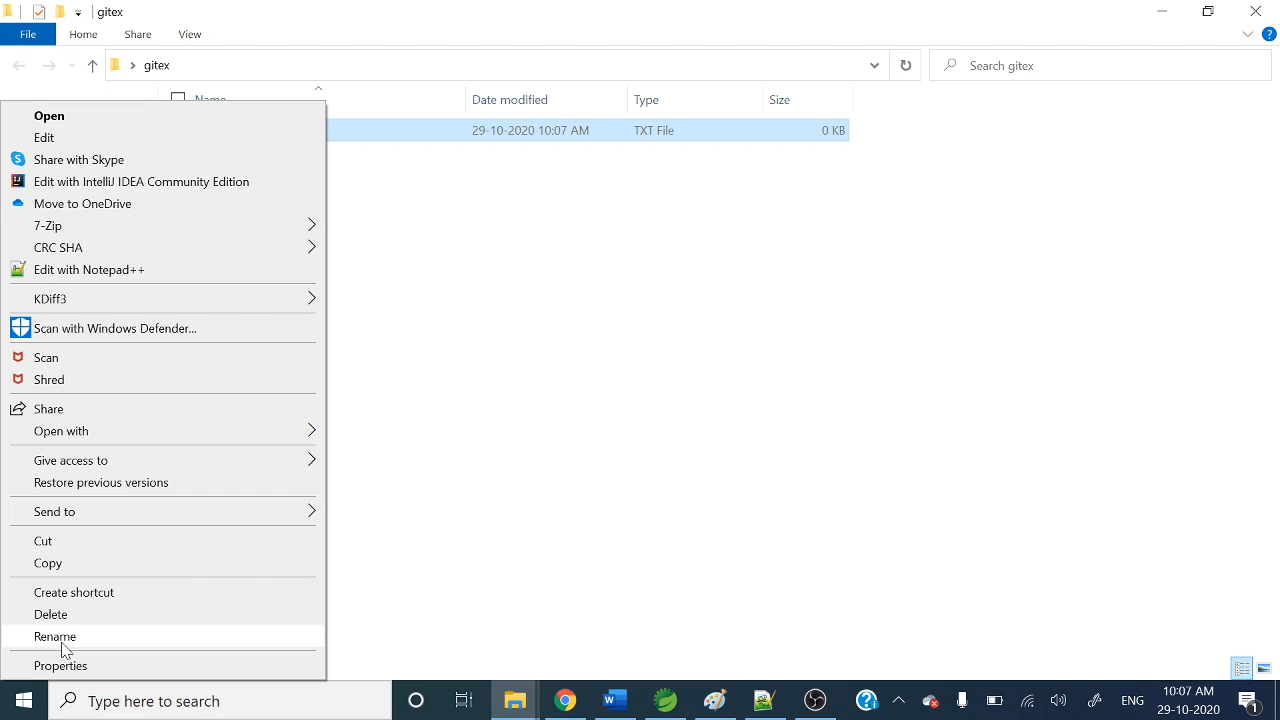 gitex
File Home Share View
gitex Search gitex
Name Date modified Type Size
29-10-2020 10:07 AM TXT File 0 KB
Open
Edit
Share with Skype
Edit with IntelliJ IDEA Community Edition
Move to OneDrive
7-Zip
CRC SHA
Edit with Notepad++
KDiff3
Scan with Windows Defender...
Scan
Shred
Share
Open with
Give access to
Restore previous versions
Send to
Cut
Copy
Create shortcut
Delete
Rename
Properties
Type here to search ENG 10:07 AM
29-10-2020 1